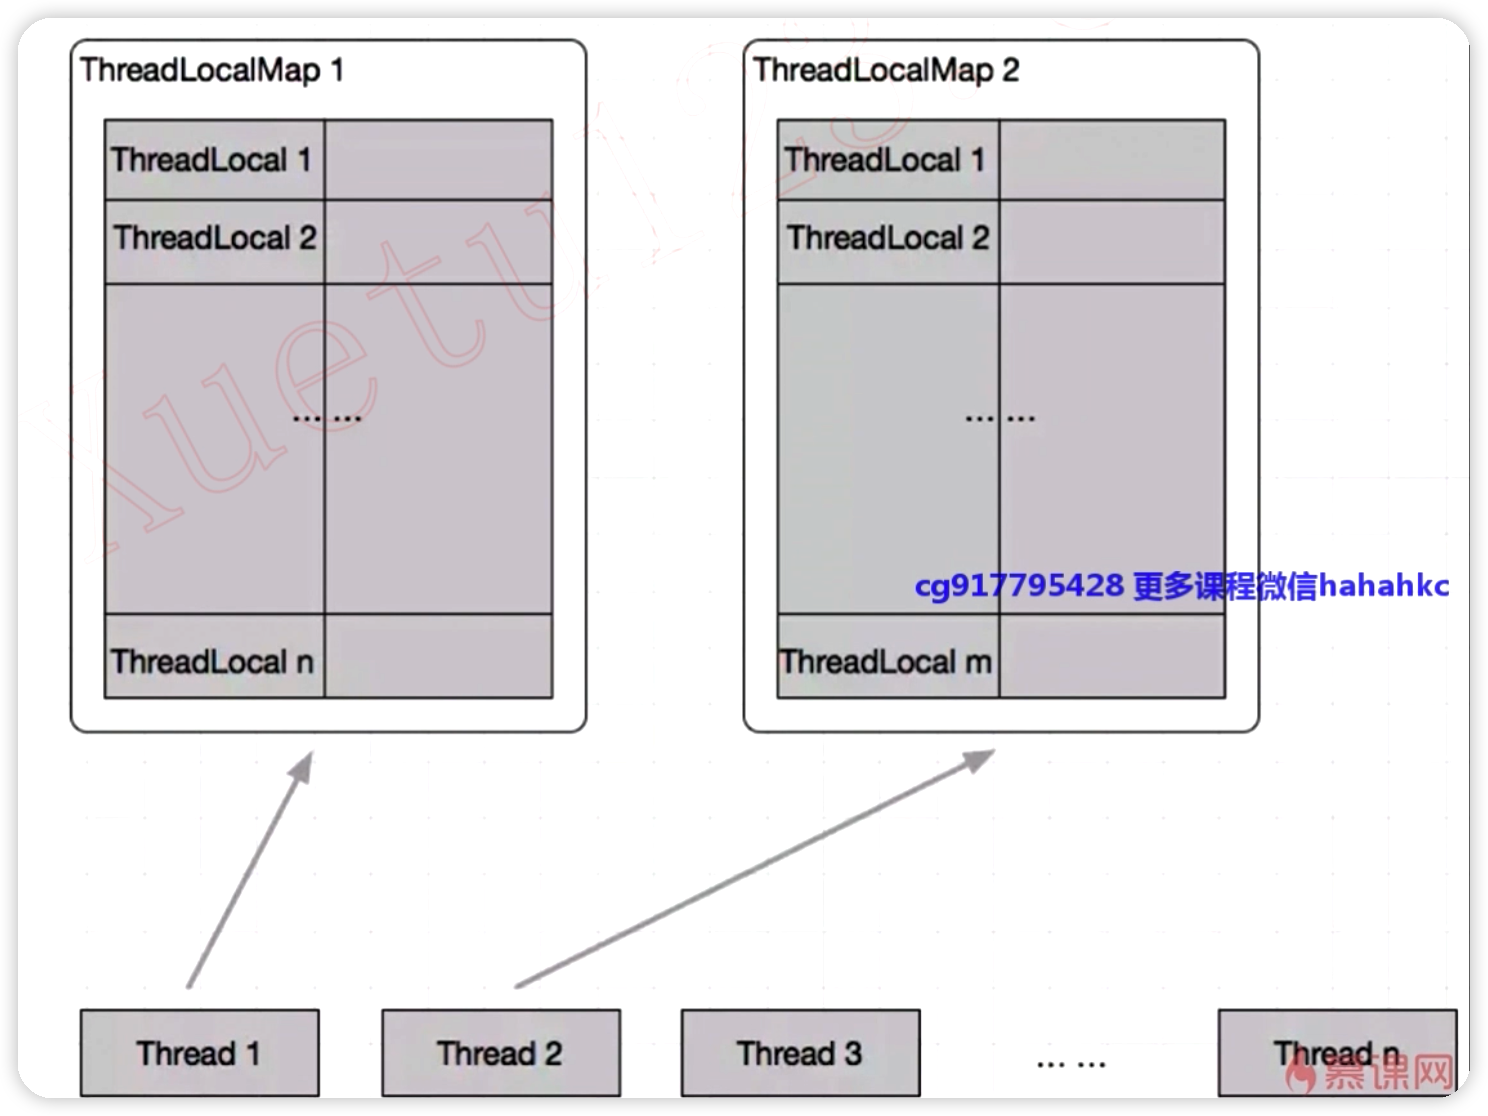 ThreadLocalMap 1
ThreadLocal 1
ThreadLocal 2
... ...
ThreadLocal n
ThreadLocalMap 2
ThreadLocal 1
ThreadLocal 2
... ...
ThreadLocal m
cg917795428 更多课程微信hahahkc
Thread 1
Thread 2
Thread 3
... ...
Thread n
慕课网